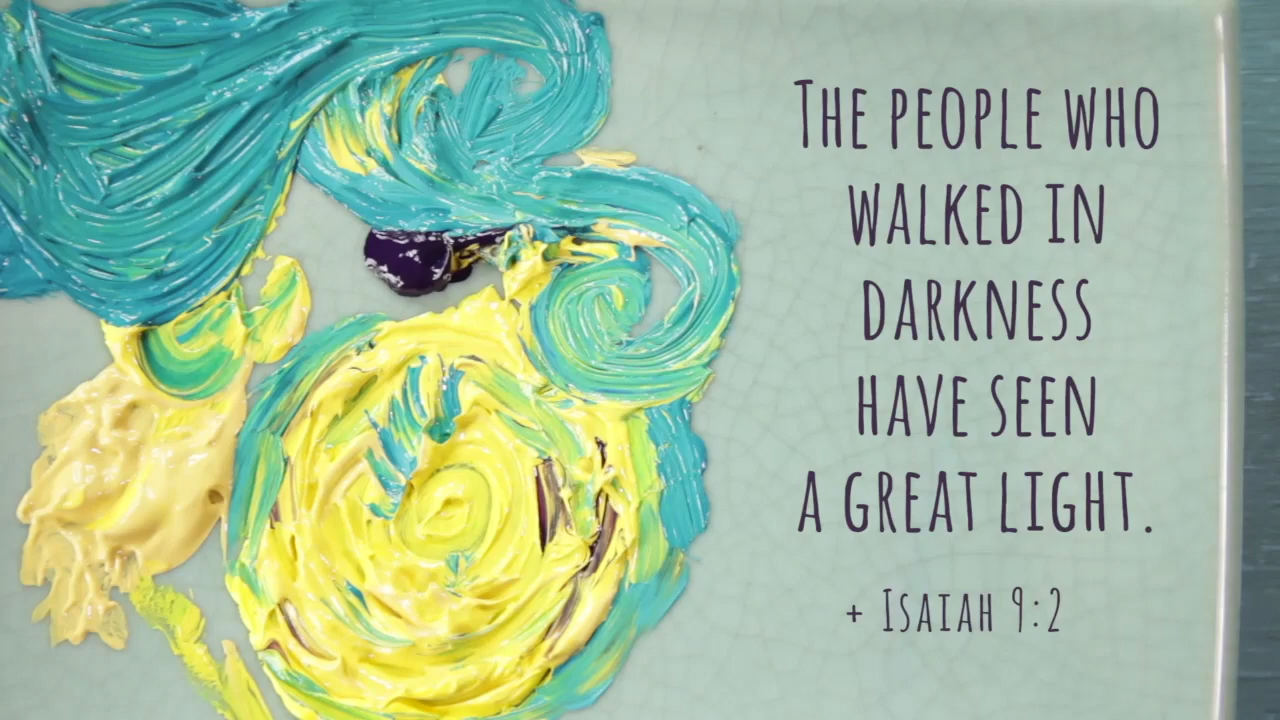 The people who
walked in
darkness
have seen
a great light.
+ Isaiah 9:2